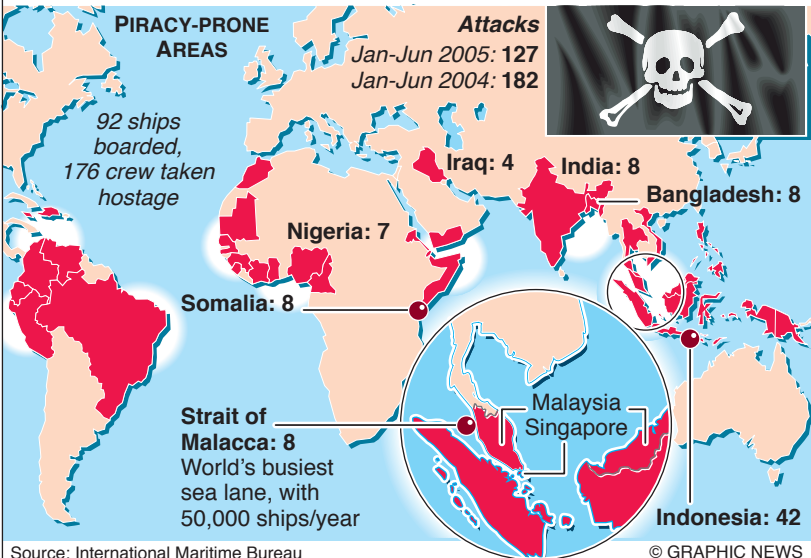 PIRACY-PRONE
AREAS
Attacks
Jan-Jun 2005: 127
Jan-Jun 2004: 182
92 ships
boarded,
176 crew taken
hostage
Iraq: 4
India: 8
Bangladesh: 8
Nigeria: 7
Somalia: 8
Strait of
Malacca: 8
World's busiest
sea lane, with
50,000 ships/year
Malaysia
Singapore
Indonesia: 42
Source: International Maritime Bureau
© GRAPHIC NEWS